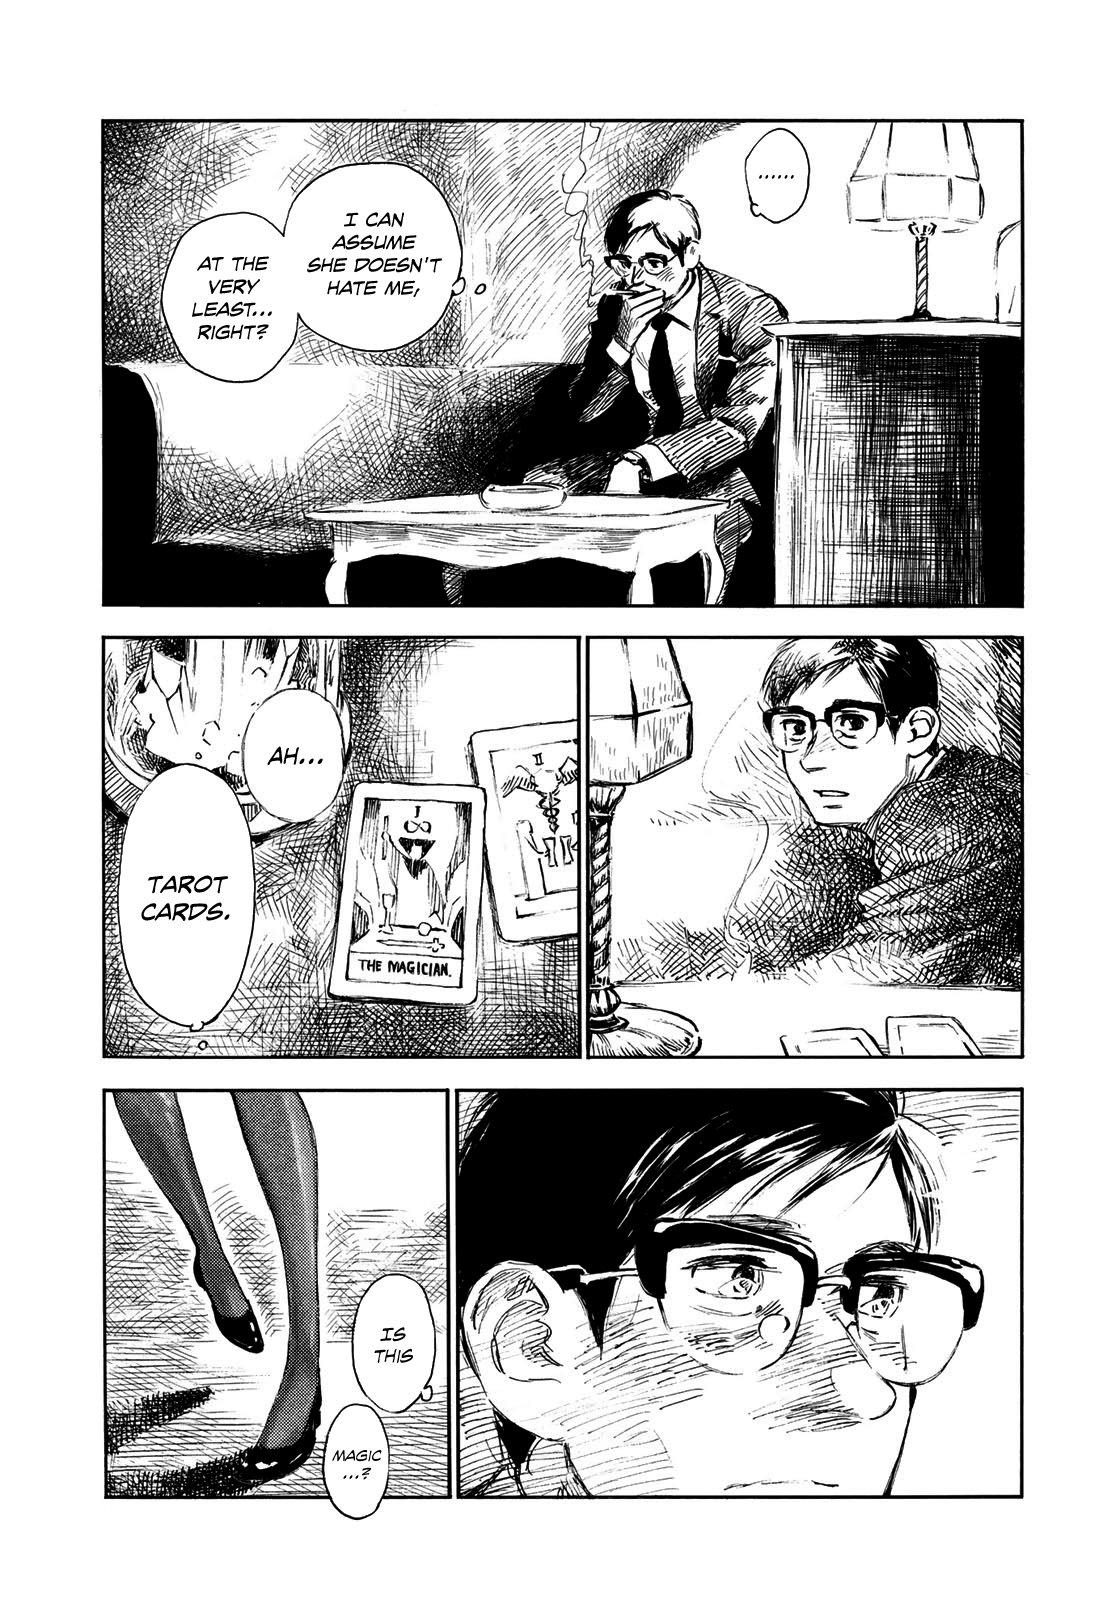 ......
I CAN
ASSUME
SHE DOESN'T
HATE ME,
AT THE
VERY
LEAST...
RIGHT?
AH...
TAROT
CARDS.
I
THE MAGICIAN.
II
IS
THIS
MAGIC
...?